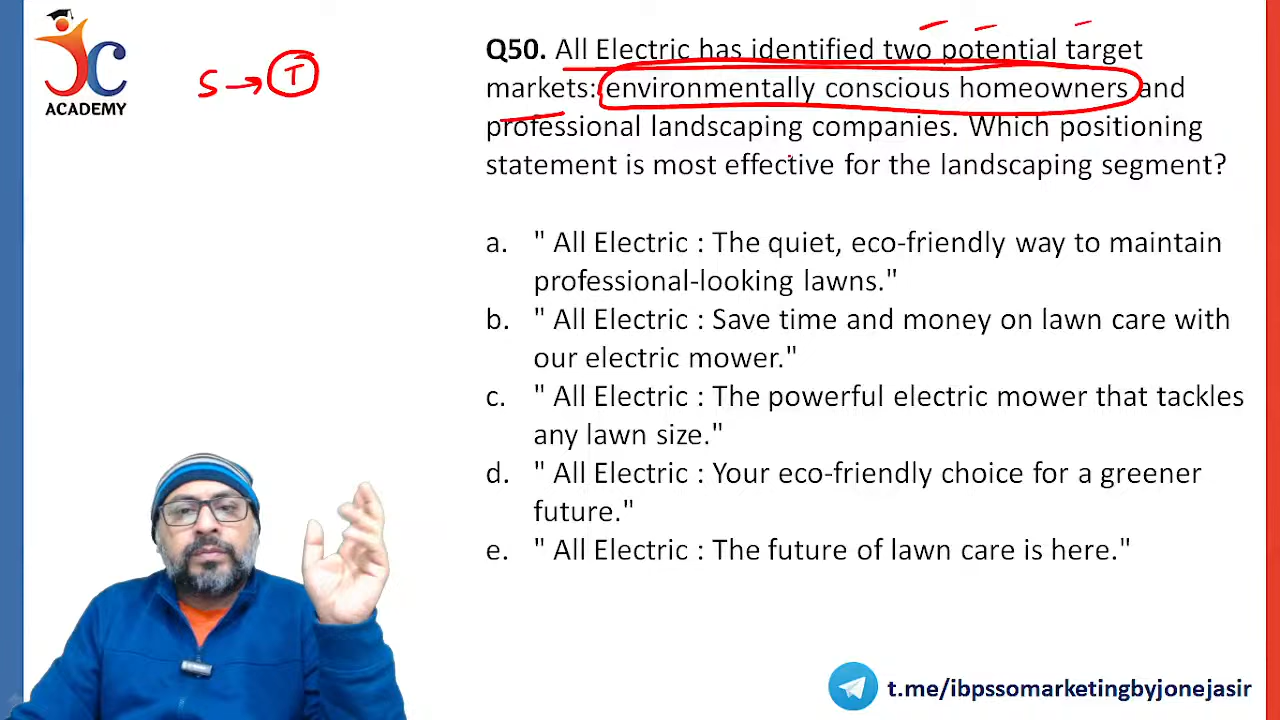 JC
ACADEMY
S → T
Q50. All Electric has identified two potential target
markets: environmentally conscious homeowners and
professional landscaping companies. Which positioning
statement is most effective for the landscaping segment?
a. " All Electric : The quiet, eco-friendly way to maintain
professional-looking lawns."
b. " All Electric : Save time and money on lawn care with
our electric mower."
c. " All Electric : The powerful electric mower that tackles
any lawn size."
d. " All Electric : Your eco-friendly choice for a greener
future."
e. " All Electric : The future of lawn care is here."
t.me/ibpssomarketingbyjonejasir